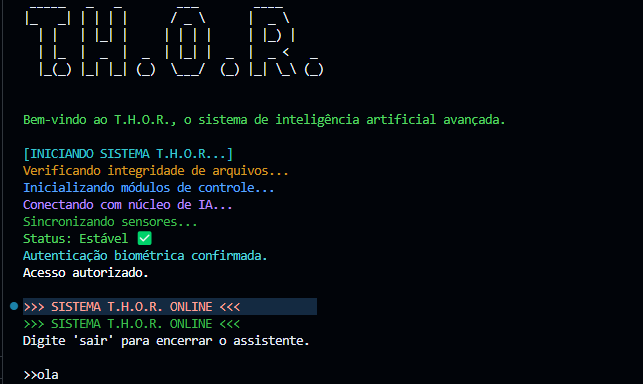 T.H.O.R.
Bem-vindo ao T.H.O.R., o sistema de inteligência artificial avançada.
[INICIANDO SISTEMA T.H.O.R...]
Verificando integridade de arquivos...
Inicializando módulos de controle...
Conectando com núcleo de IA...
Sincronizando sensores...
Status: Estável ✅
Autenticação biométrica confirmada.
Acesso autorizado.
>>> SISTEMA T.H.O.R. ONLINE <<<
>>> SISTEMA T.H.O.R. ONLINE <<<
Digite 'sair' para encerrar o assistente.
>>ola